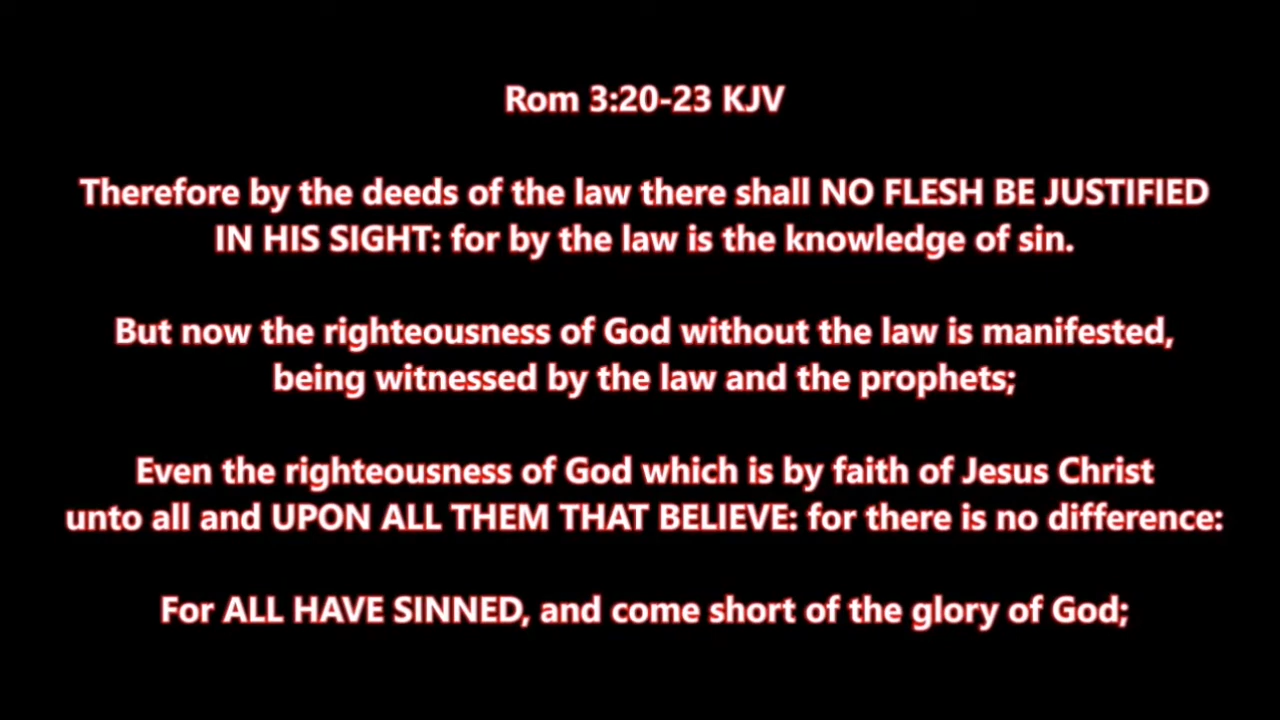 Rom 3:20-23 KJV
Therefore by the deeds of the law there shall NO FLESH BE JUSTIFIED
IN HIS SIGHT: for by the law is the knowledge of sin.
But now the righteousness of God without the law is manifested,
being witnessed by the law and the prophets;
Even the righteousness of God which is by faith of Jesus Christ
unto all and UPON ALL THEM THAT BELIEVE: for there is no difference:
For ALL HAVE SINNED, and come short of the glory of God;